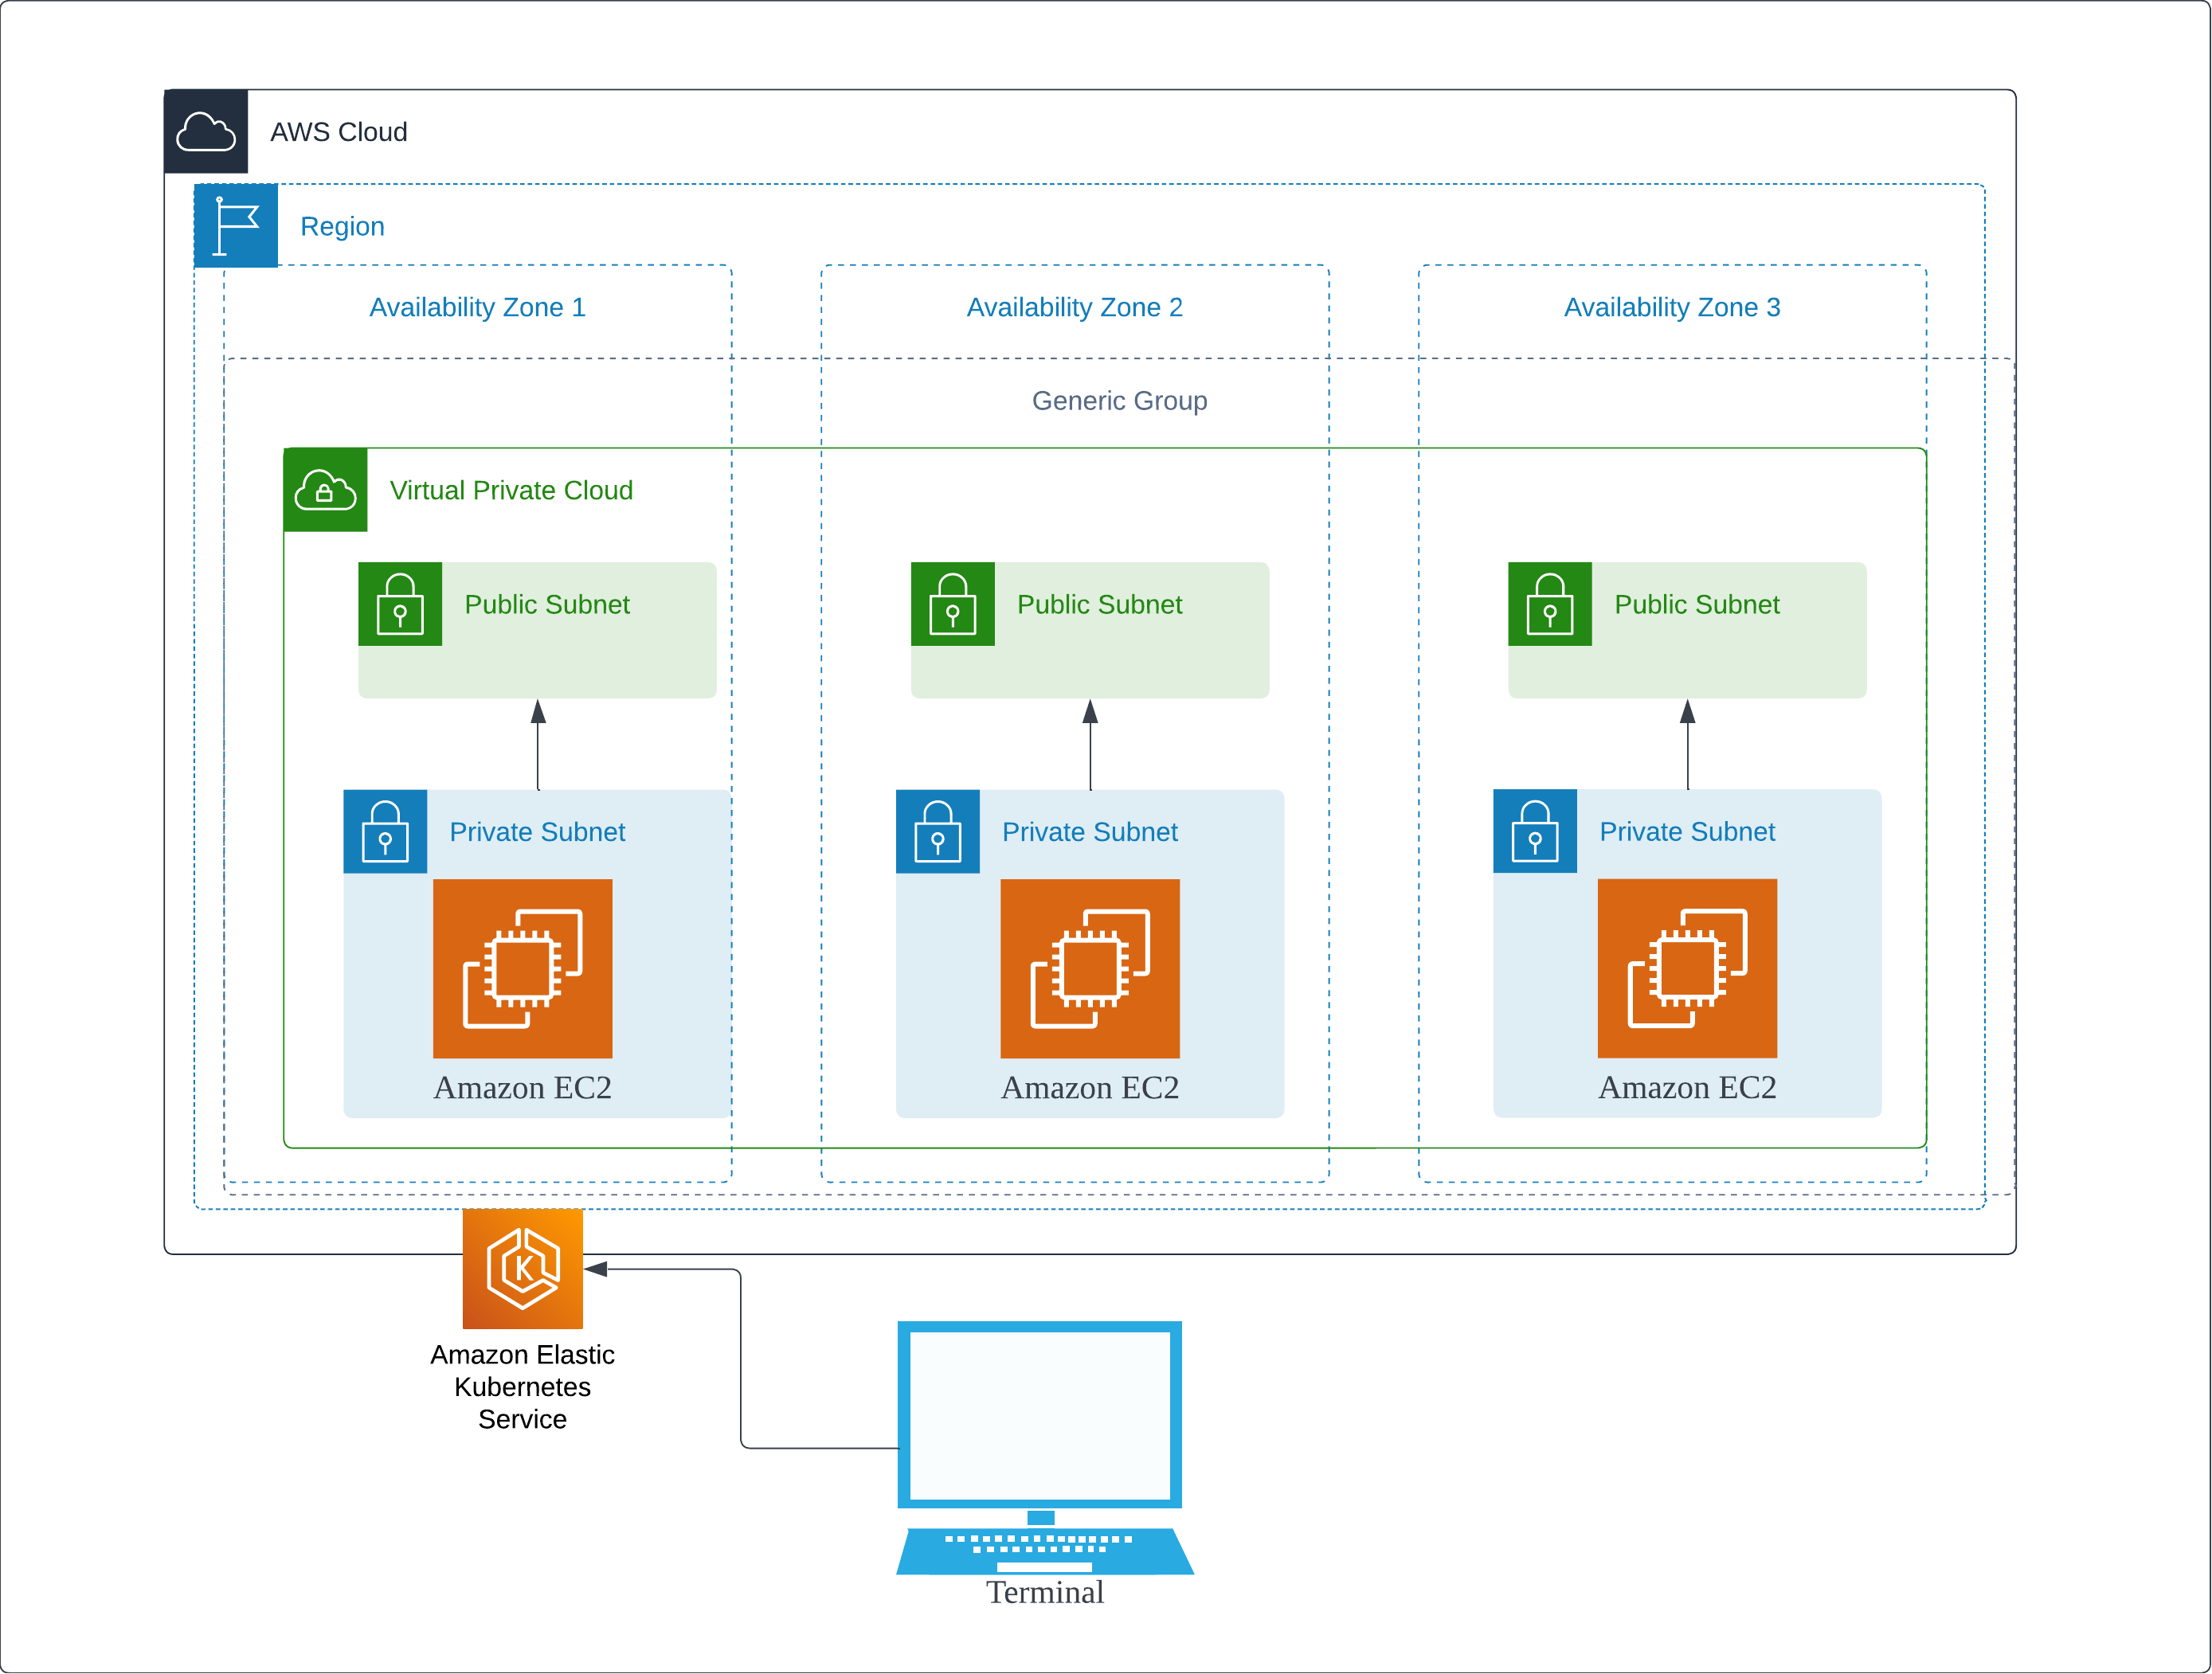 AWS Cloud
Region
Availability Zone 1
Availability Zone 2
Availability Zone 3
Generic Group
Virtual Private Cloud
Public Subnet
Public Subnet
Public Subnet
Private Subnet
Private Subnet
Private Subnet
Amazon EC2
Amazon EC2
Amazon EC2
K
Amazon Elastic
Kubernetes
Service
Terminal